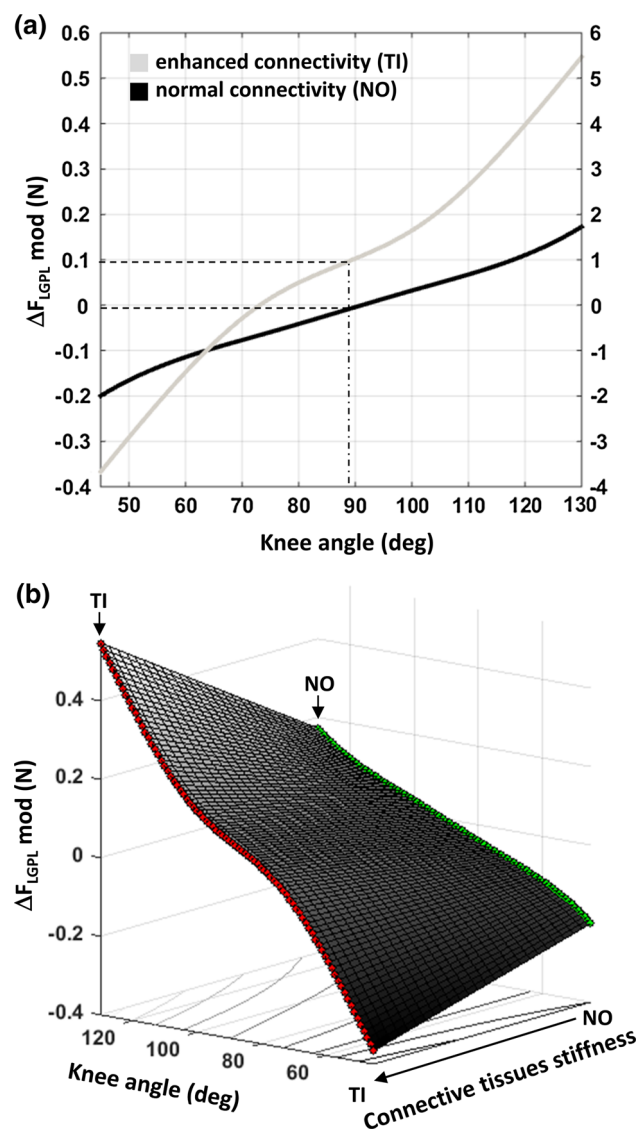 (a)
0.6
0.5
0.4
0.3
0.2
0.1
0
-0.1
-0.2
-0.3
-0.4
enhanced connectivity (TI)
normal connectivity (NO)
6
5
4
3
2
1
0
-1
-2
-3
-4
ΔF_LGPL mod (N)
50 60 70 80 90 100 110 120 130
Knee angle (deg)
(b)
TI
NO
0.4
0.2
0
-0.2
-0.4
ΔF_LGPL mod (N)
120 100 80 60
Knee angle (deg)
TI
NO
Connective tissues stiffness